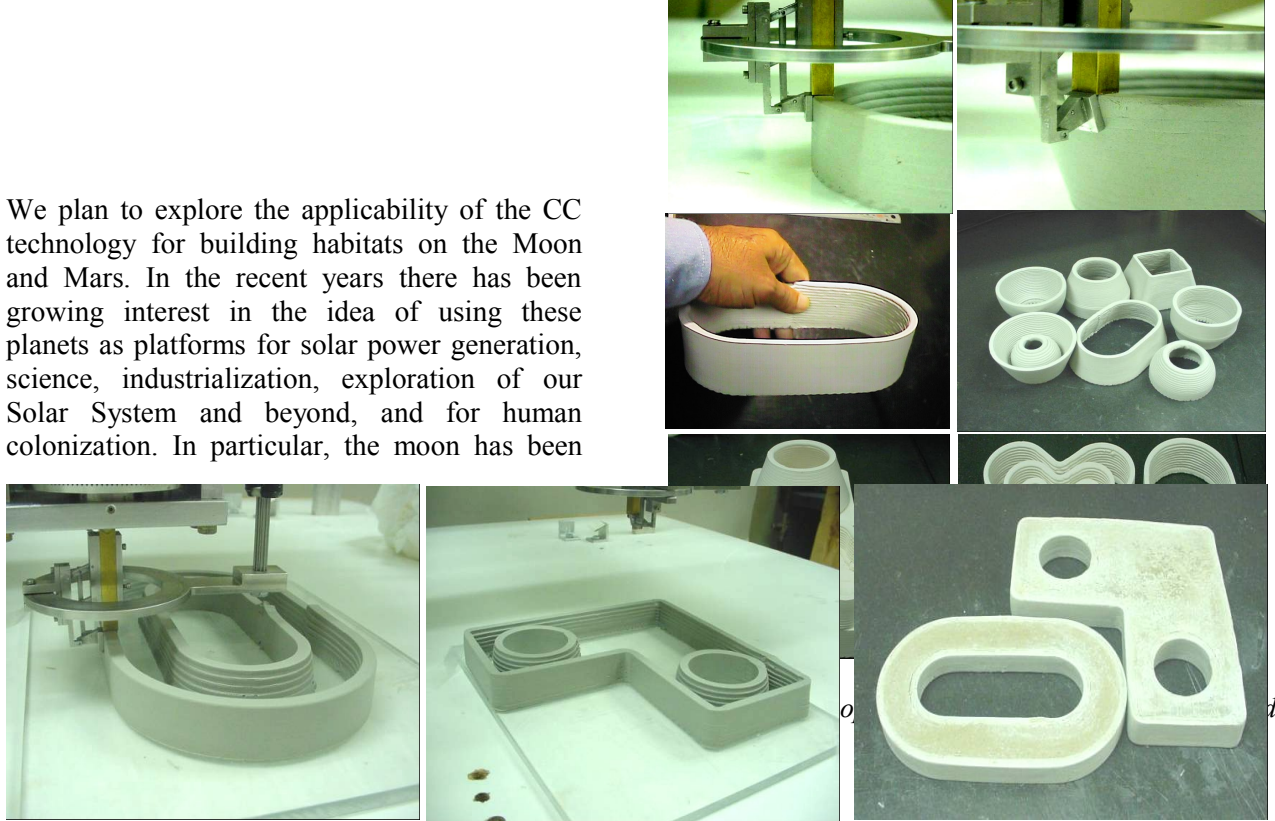 We plan to explore the applicability of the CC
technology for building habitats on the Moon
and Mars. In the recent years there has been
growing interest in the idea of using these
planets as platforms for solar power generation,
science, industrialization, exploration of our
Solar System and beyond, and for human
colonization. In particular, the moon has been